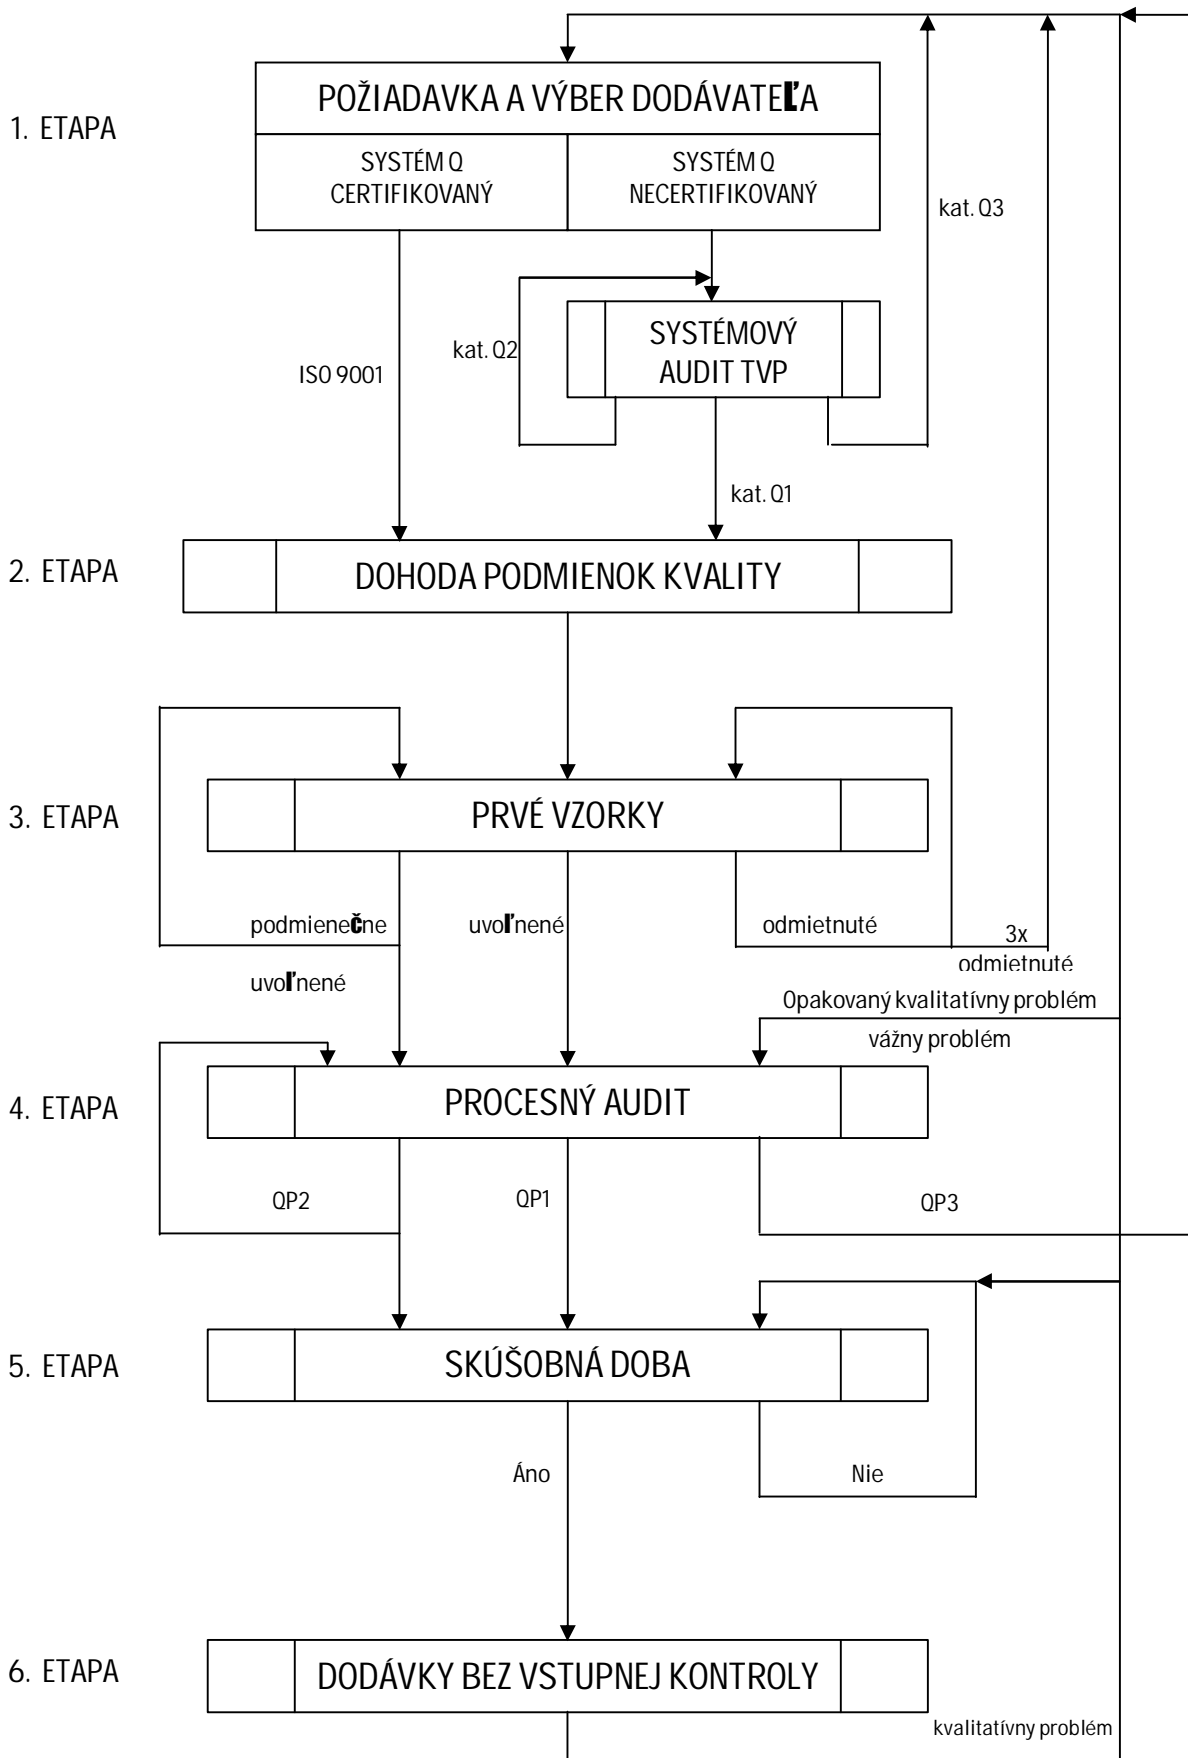 POŽIADAVKA A VÝBER DODÁVATEĽA
1. ETAPA
SYSTÉM Q
CERTIFIKOVANÝ
SYSTÉM Q
NECERTIFIKOVANÝ
kat. Q3
SYSTÉMOVÝ
AUDIT TVP
kat. Q2
ISO 9001
kat. Q1
2. ETAPA
DOHODA PODMIENOK KVALITY
3. ETAPA
PRVÉ VZORKY
podmienečne
uvoľnené
uvoľnené
odmietnuté
3x
odmietnuté
Opakovaný kvalitatívny problém
vážny problém
4. ETAPA
PROCESNÝ AUDIT
QP2
QP1
QP3
5. ETAPA
SKÚŠOBNÁ DOBA
Áno
Nie
6. ETAPA
DODÁVKY BEZ VSTUPNEJ KONTROLY
kvalitatívny problém